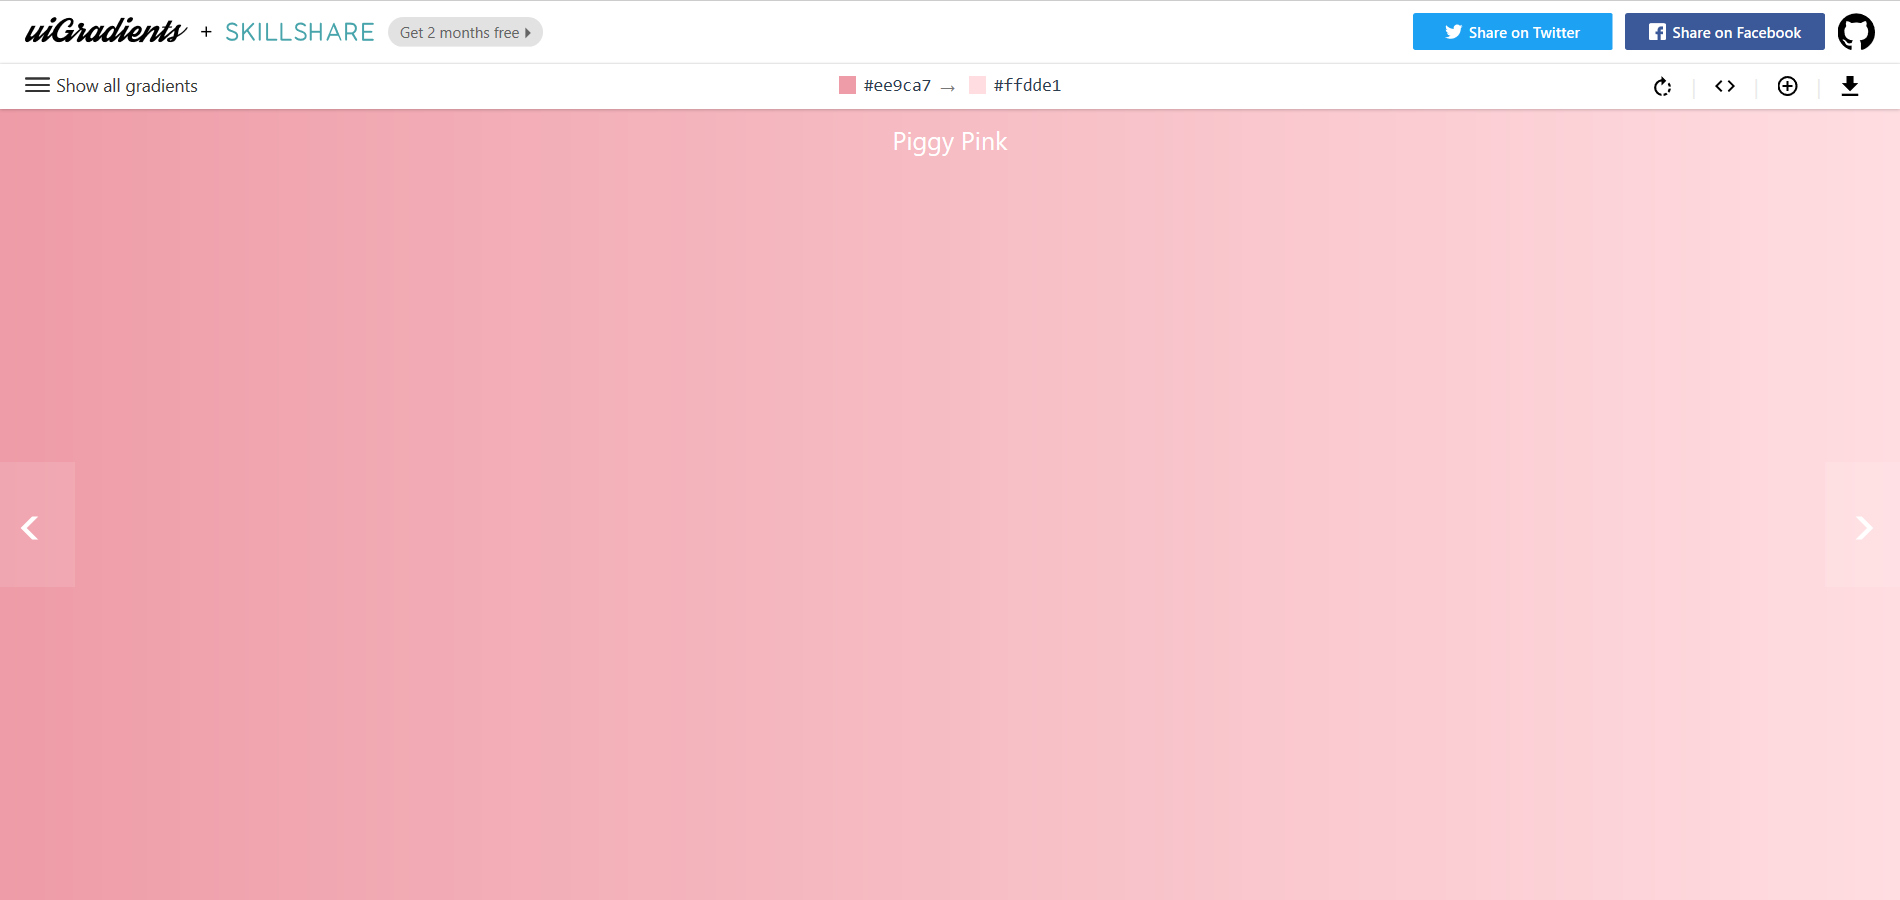 uiGradients + SKILLSHARE Get 2 months free Share on Twitter Share on Facebook
Show all gradients #ee9ca7 → #ffdde1
Piggy Pink